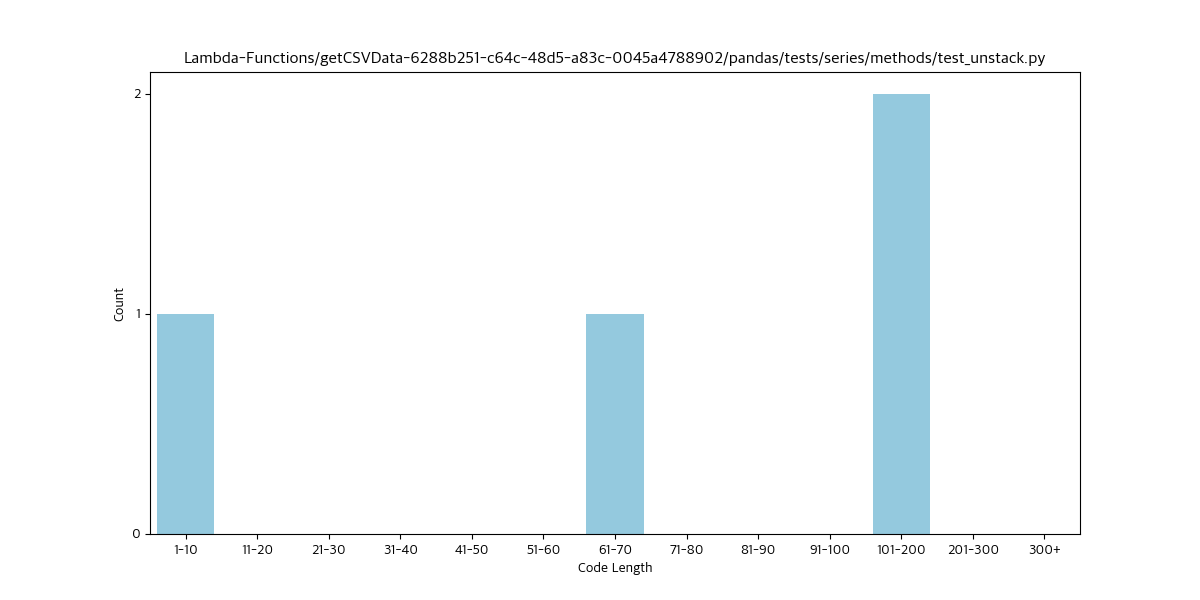 Lambda-Functions/getCSVData-6288b251-c64c-48d5-a83c-0045a4788902/pandas/tests/series/methods/test_unstack.py
2
1
0
Count
1-10 11-20 21-30 31-40 41-50 51-60 61-70 71-80 81-90 91-100 101-200 201-300 300+
Code Length